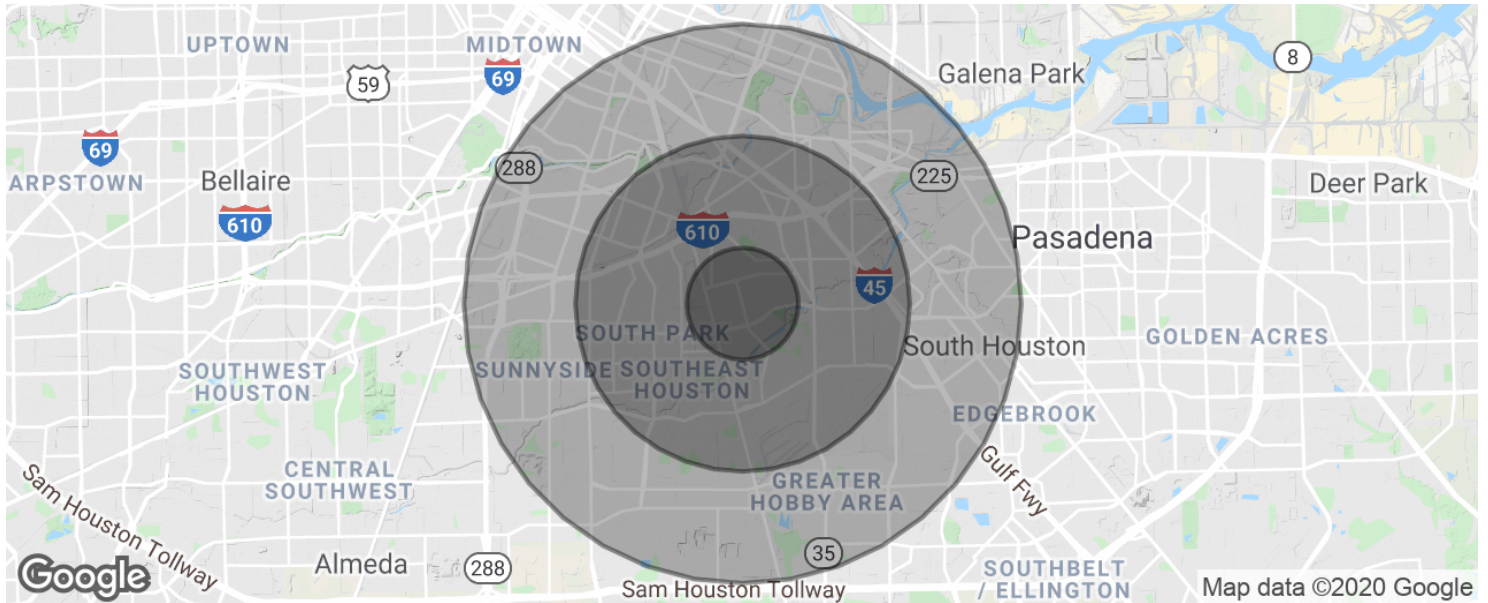 UPTOWN
MIDTOWN
69
59
8
Galena Park
69
ARPSTOWN
Bellaire
288
225
Deer Park
610
610
Pasadena
45
SOUTH PARK
South Houston
GOLDEN ACRES
SOUTHWEST
HOUSTON
SUNNYSIDE
SOUTHEAST
HOUSTON
EDGEBROOK
CENTRAL
SOUTHWEST
GREATER
HOBBY AREA
Gulf Fwy
Sam Houston Tollway
Almeda
288
35
SOUTHBELT
/ ELLINGTON
Google
Sam Houston Tollway
Map data ©2020 Google